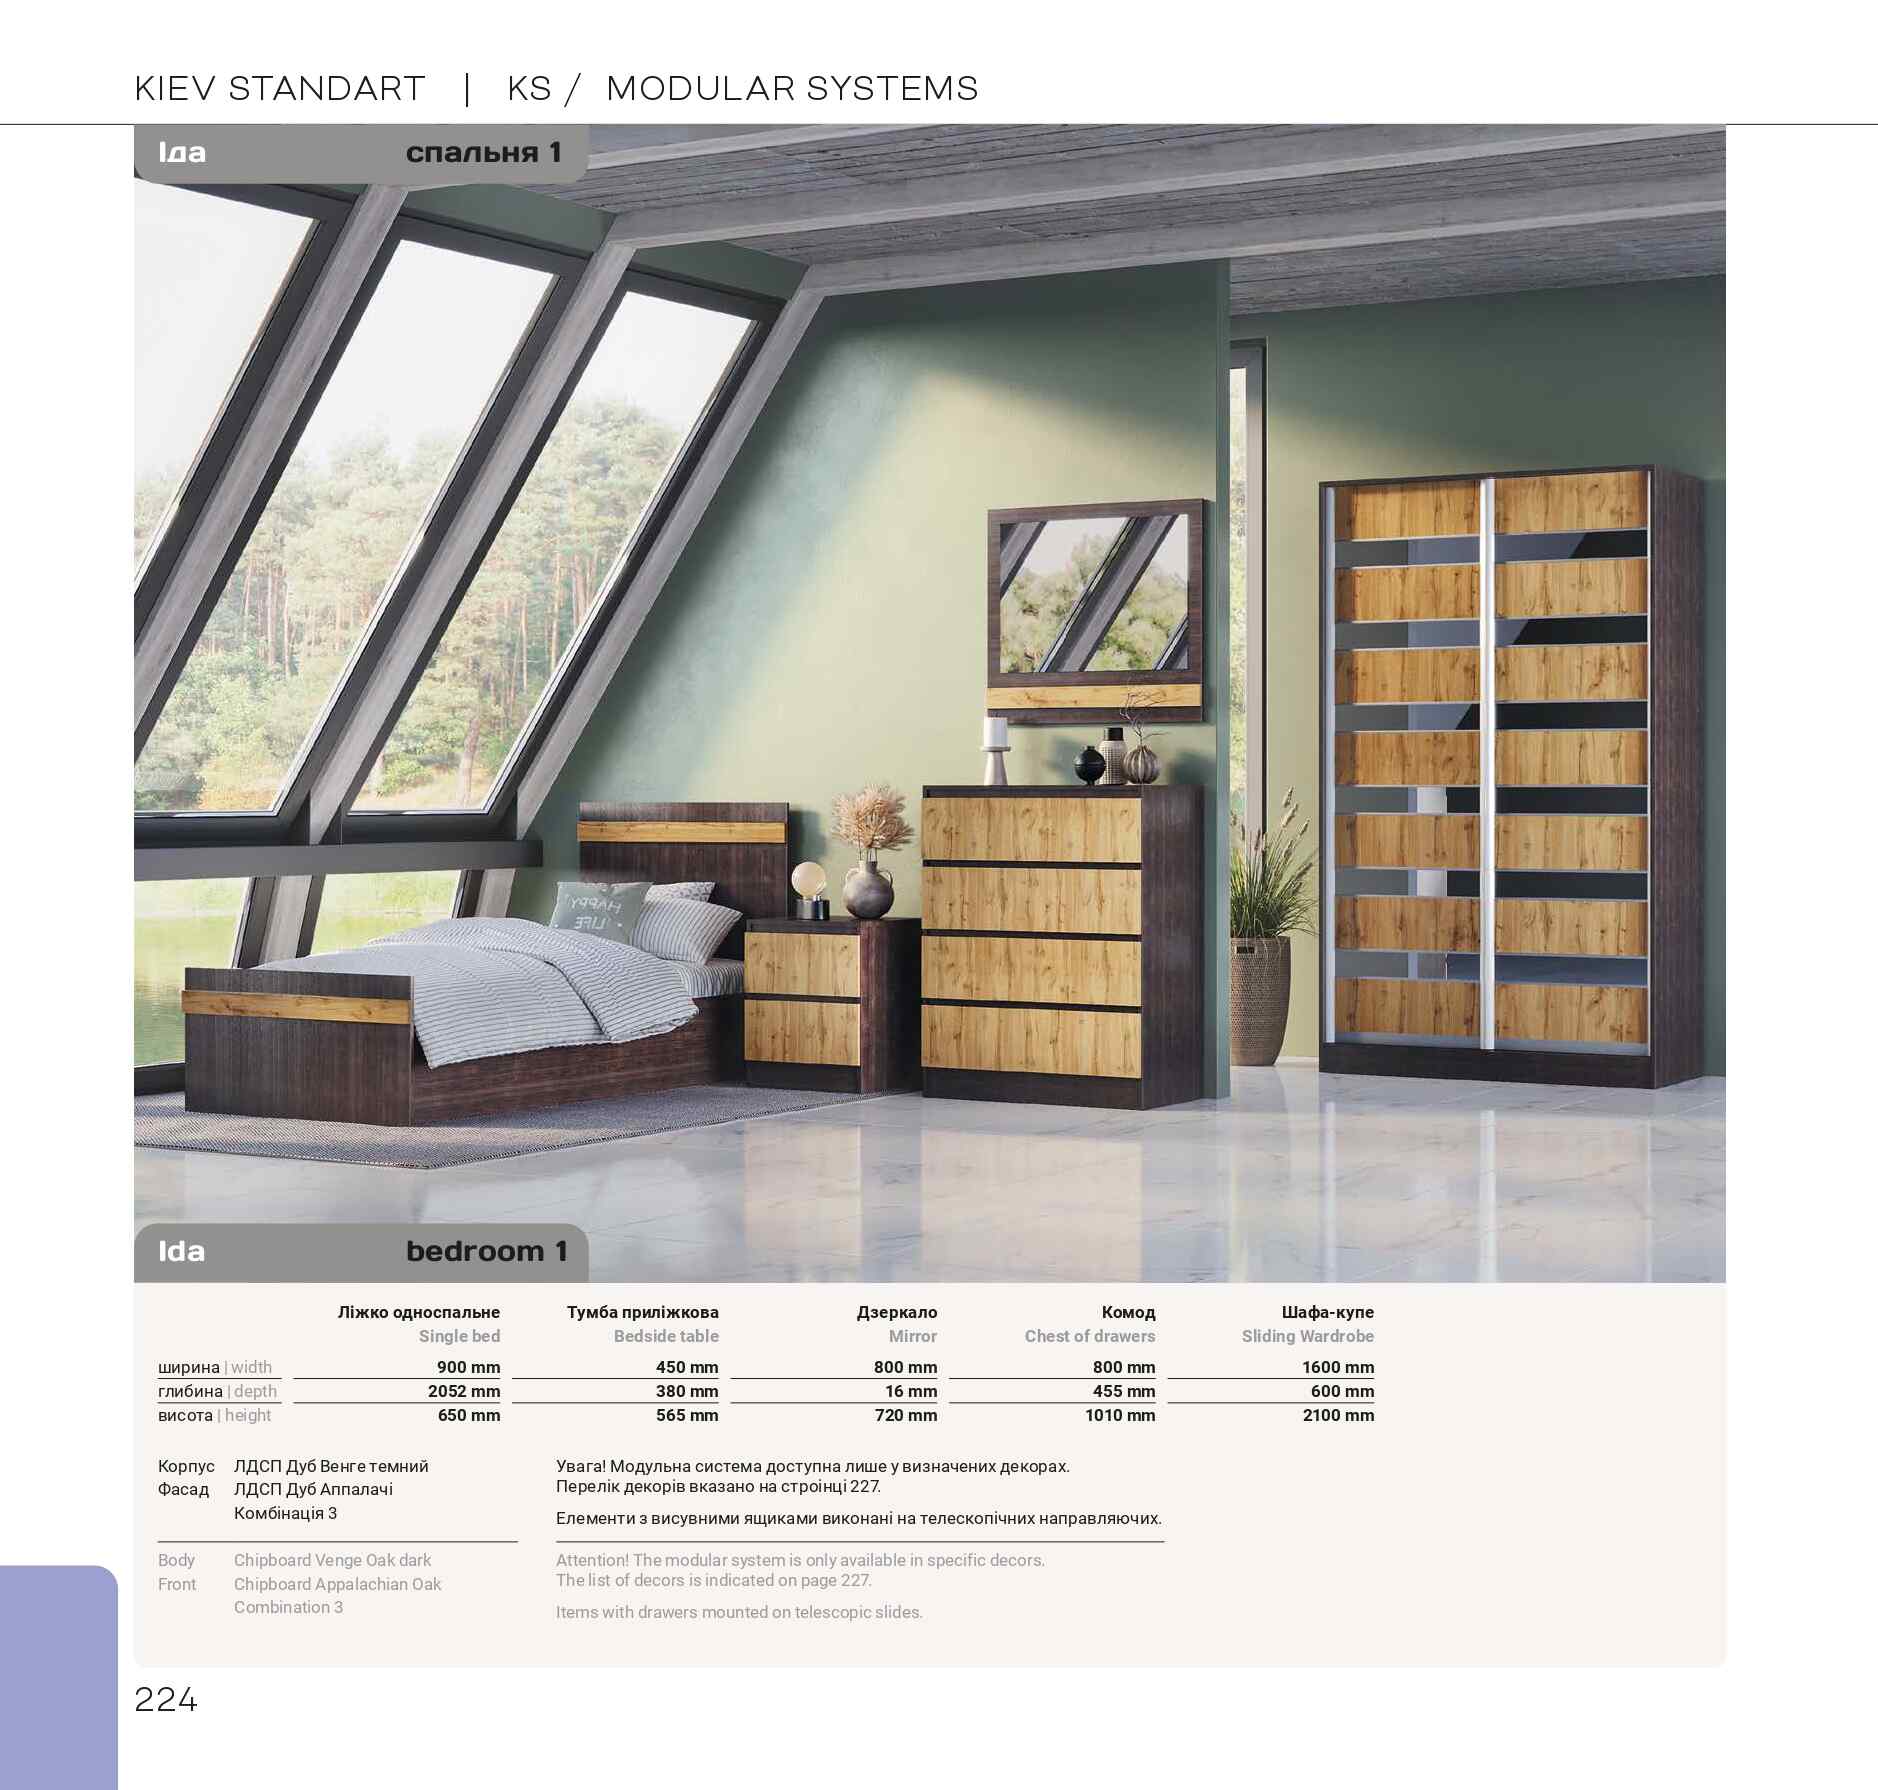 KIEV STANDART | KS / MODULAR SYSTEMS
Іда спальня 1
HAPPY
LIFE
Ida bedroom 1
Ліжко односпальне Тумба приліжкова Дзеркало Комод Шафа-купе
Single bed Bedside table Mirror Chest of drawers Sliding Wardrobe
ширина | width 900 mm 450 mm 800 mm 800 mm 1600 mm
глибина | depth 2052 mm 380 mm 16 mm 455 mm 600 mm
висота | height 650 mm 565 mm 720 mm 1010 mm 2100 mm
Корпус ЛДСП Дуб Венге темний
Фасад ЛДСП Дуб Аппалачі
Комбінація 3
Увага! Модульна система доступна лише у визначених декорах.
Перелік декорів вказано на строінці 227.
Елементи з висувними ящиками виконані на телескопічних направляючих.
Body Chipboard Venge Oak dark
Front Chipboard Appalachian Oak
Combination 3
Attention! The modular system is only available in specific decors.
The list of decors is indicated on page 227.
Items with drawers mounted on telescopic slides.
224